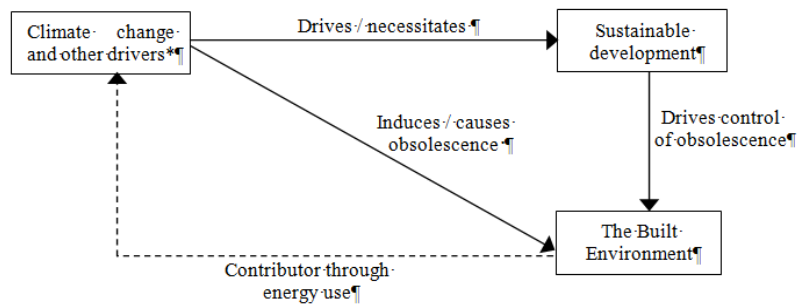 Climate change
and other drivers*¶
Drives / necessitates ¶
Sustainable
development¶
Induces / causes
obsolescence ¶
Drives control
of obsolescence¶
The Built
Environment¶
Contributor through
energy use¶